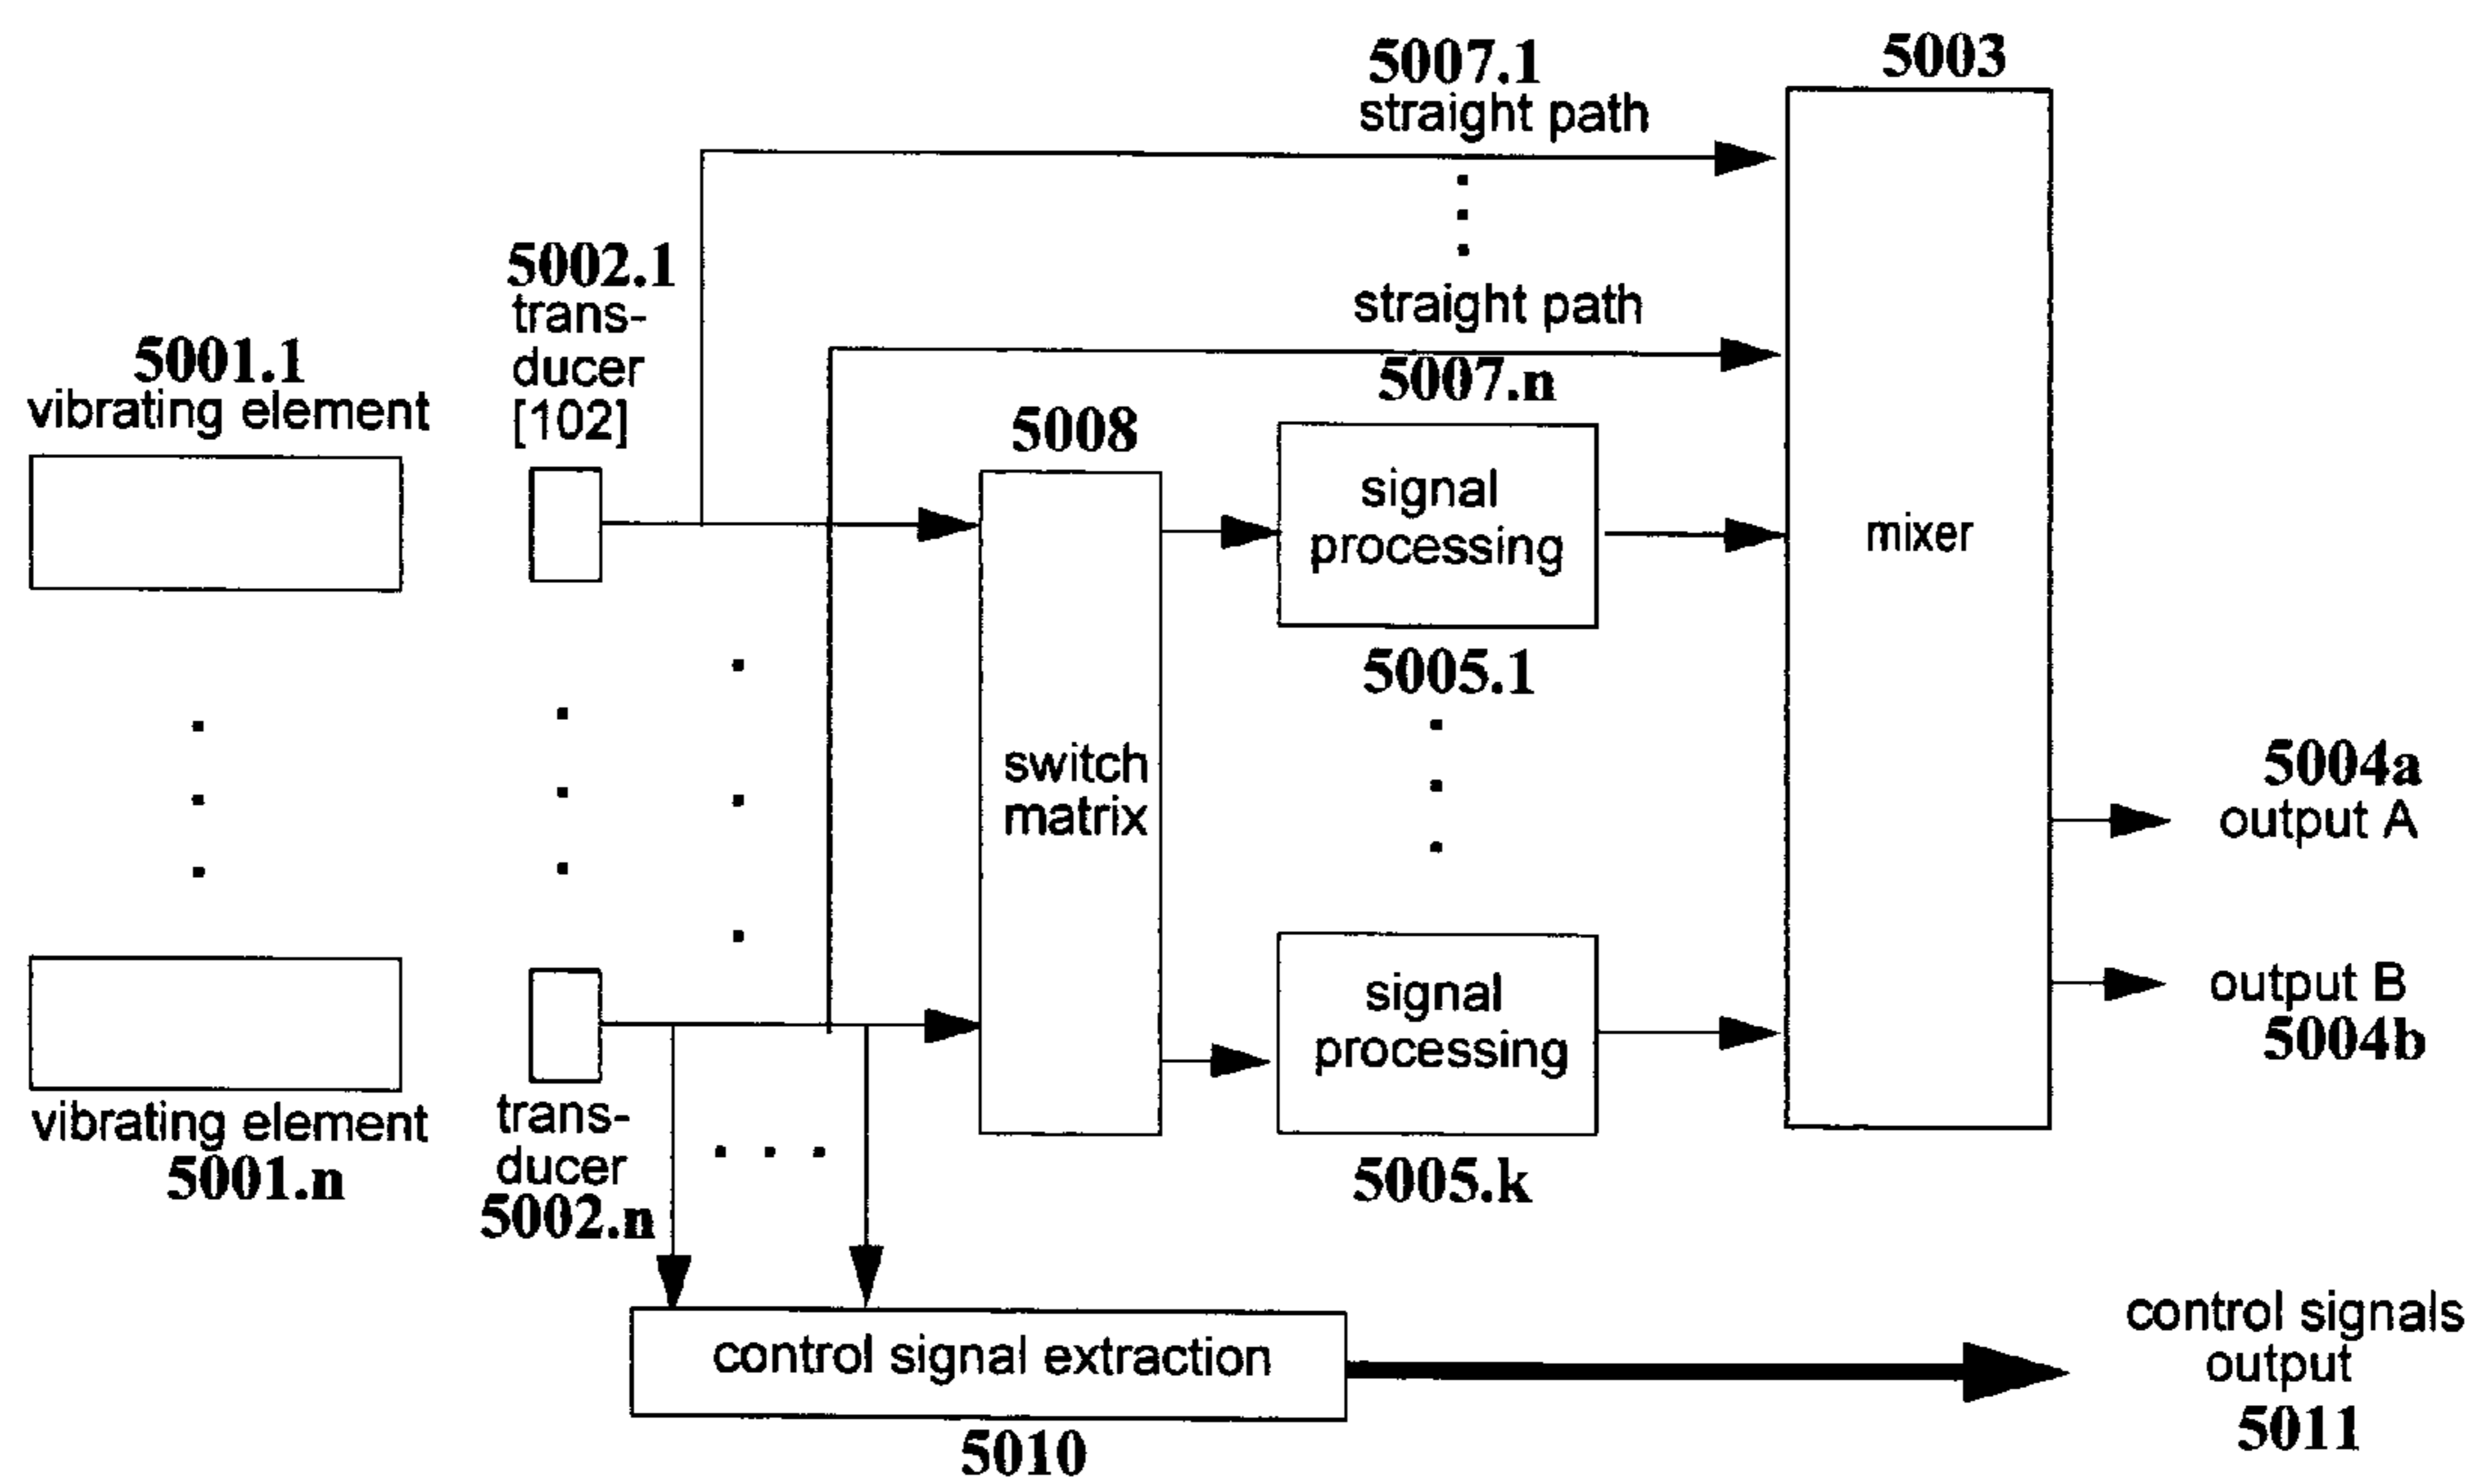 5007.1
straight path
5003
5002.1
trans-
ducer
[102]
straight path
5007.n
5001.1
vibrating element
5008
signal
processing
5005.1
mixer
switch
matrix
5004a
output A
output B
5004b
signal
processing
5005.k
vibrating element
5001.n
trans-
ducer
5002.n
control signal extraction
5010
control signals
output
5011